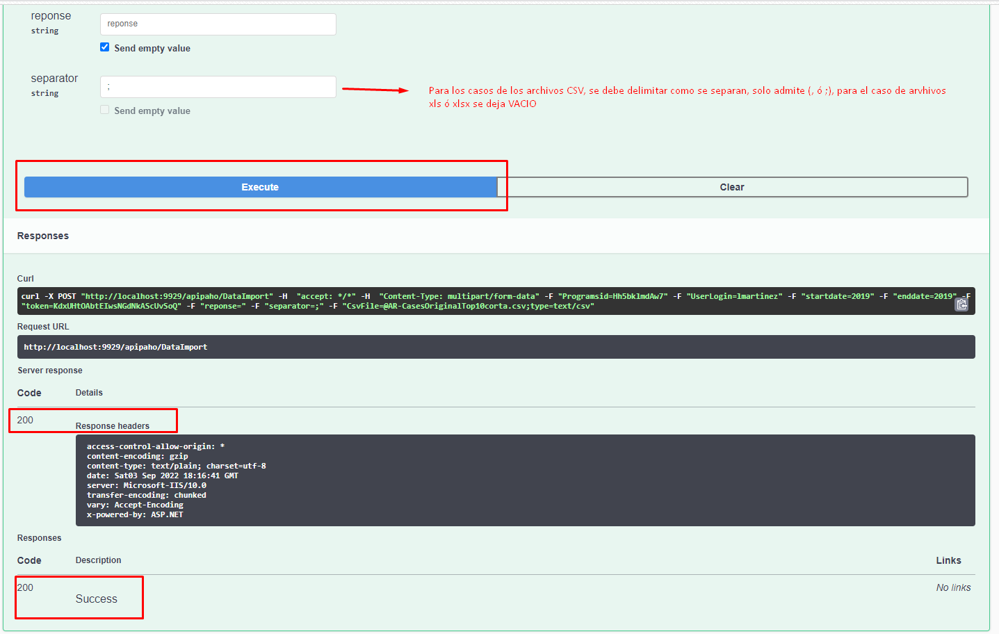 reponse
string
reponse
Send empty value
separator
string
;
Send empty value
Para los casos de los archivos CSV, se debe delimitar como se separan, solo admite (, ó ;), para el caso de arvhivos
xls ó xlsx se deja VACIO
Execute
Clear
Responses
Curl
curl -X POST "http://localhost:9929/apipaho/DataImport" -H  "accept: */*" -H  "Content-Type: multipart/form-data" -F "Programsid=Hh5bklmdAw7" -F "UserLogin=lmartinez" -F "startdate=2019" -F "enddate=2019" -F
"token=KdxUHtOAbtEIwsNGdNkAScUvSoQ" -F "reponse=" -F "separator=;" -F "CsvFile=@AR-CasesOriginalTop10corta.csv;type=text/csv"
Request URL
http://localhost:9929/apipaho/DataImport
Server response
Code
Details
200
Response headers
access-control-allow-origin: *
content-encoding: gzip
content-type: text/plain; charset=utf-8
date: Sat03 Sep 2022 18:16:41 GMT
server: Microsoft-IIS/10.0
transfer-encoding: chunked
vary: Accept-Encoding
x-powered-by: ASP.NET
Responses
Code
Description
Links
200
Success
No links